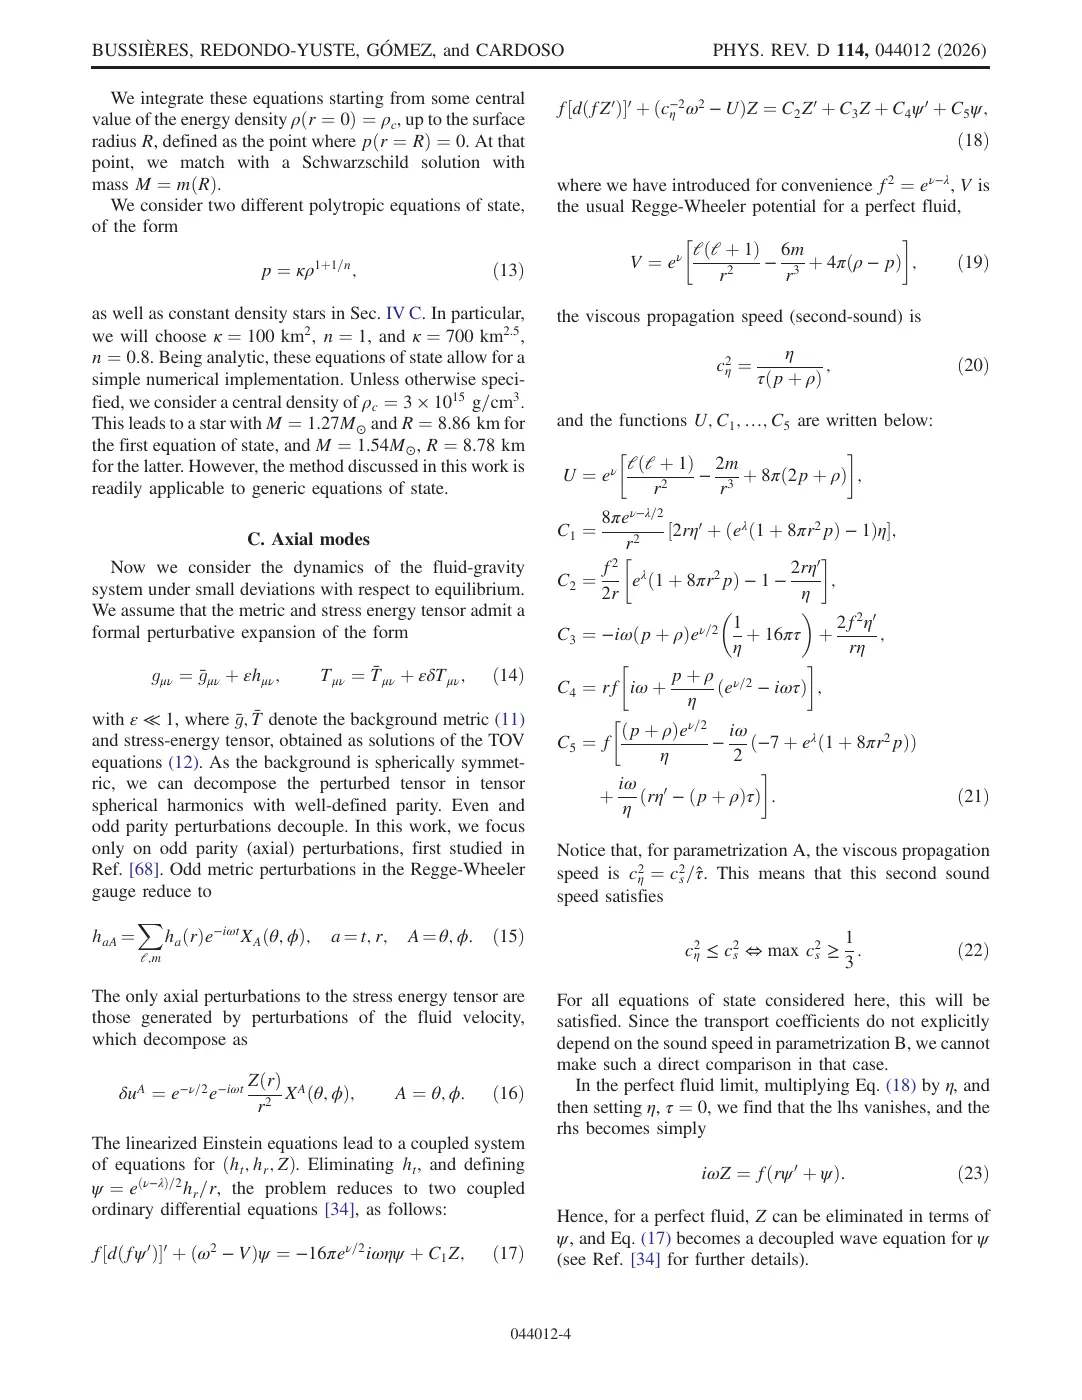 BUSSIÈRES, REDONDO-YUSTE, GÓMEZ, and CARDOSO
PHYS. REV. D 114, 044012 (2026)
We integrate these equations starting from some central
value of the energy density ρ(r = 0) = ρ_c, up to the surface
radius R, defined as the point where p(r = R) = 0. At that
point, we match with a Schwarzschild solution with
mass M = m(R).
We consider two different polytropic equations of state,
of the form
p = κρ^{1+1/n}, (13)
as well as constant density stars in Sec. IV C. In particular,
we will choose κ = 100 km², n = 1, and κ = 700 km^{2.5},
n = 0.8. Being analytic, these equations of state allow for a
simple numerical implementation. Unless otherwise speci-
fied, we consider a central density of ρ_c = 3 × 10^{15} g/cm³.
This leads to a star with M = 1.27M_⊙ and R = 8.86 km for
the first equation of state, and M = 1.54M_⊙, R = 8.78 km
for the latter. However, the method discussed in this work is
readily applicable to generic equations of state.
C. Axial modes
Now we consider the dynamics of the fluid-gravity
system under small deviations with respect to equilibrium.
We assume that the metric and stress energy tensor admit a
formal perturbative expansion of the form
g_{μν} = ḡ_{μν} + εh_{μν}, T_{μν} = T̄_{μν} + εδT_{μν}, (14)
with ε ≪ 1, where ḡ, T̄ denote the background metric (11)
and stress-energy tensor, obtained as solutions of the TOV
equations (12). As the background is spherically symmet-
ric, we can decompose the perturbed tensor in tensor
spherical harmonics with well-defined parity. Even and
odd parity perturbations decouple. In this work, we focus
only on odd parity (axial) perturbations, first studied in
Ref. [68]. Odd metric perturbations in the Regge-Wheeler
gauge reduce to
h_{aA} = ∑_{ℓ,m} h_a(r)e^{-iωt}X_A(θ, ϕ), a = t, r, A = θ, ϕ. (15)
The only axial perturbations to the stress energy tensor are
those generated by perturbations of the fluid velocity,
which decompose as
δu^A = e^{-ν/2}e^{-iωt} Z(r)/r² X^A(θ, ϕ), A = θ, ϕ. (16)
The linearized Einstein equations lead to a coupled system
of equations for (h_t, h_r, Z). Eliminating h_t, and defining
ψ = e^{(ν−λ)/2}h_r/r, the problem reduces to two coupled
ordinary differential equations [34], as follows:
f[d(fψ′)]′ + (ω² − V)ψ = −16πe^{ν/2}iωηψ + C_1Z, (17)
f[d(fZ′)]′ + (c_η^{−2}ω² − U)Z = C_2Z′ + C_3Z + C_4ψ′ + C_5ψ,
(18)
where we have introduced for convenience f² = e^{ν−λ}, V is
the usual Regge-Wheeler potential for a perfect fluid,
V = e^ν [ℓ(ℓ + 1)/r² − 6m/r³ + 4π(ρ − p)], (19)
the viscous propagation speed (second-sound) is
c_η² = η/(τ(p + ρ)), (20)
and the functions U, C_1, …, C_5 are written below:
U = e^ν [ℓ(ℓ + 1)/r² − 2m/r³ + 8π(2p + ρ)],
C_1 = 8πe^{ν−λ/2}/r² [2rη′ + (e^λ(1 + 8πr²p) − 1)η],
C_2 = f²/2r [e^λ(1 + 8πr²p) − 1 − 2rη′/η],
C_3 = −iω(p + ρ)e^{ν/2}(1/η + 16πτ) + 2f²η′/rη,
C_4 = rf[iω + (p + ρ)/η (e^{ν/2} − iωτ)],
C_5 = f[(p + ρ)e^{ν/2}/η − iω/2 (−7 + e^λ(1 + 8πr²p))
+ iω/η (rη′ − (p + ρ)τ)]. (21)
Notice that, for parametrization A, the viscous propagation
speed is c_η² = c_s²/τ̂. This means that this second sound
speed satisfies
c_η² ≤ c_s² ⇔ max c_s² ≥ 1/3. (22)
For all equations of state considered here, this will be
satisfied. Since the transport coefficients do not explicitly
depend on the sound speed in parametrization B, we cannot
make such a direct comparison in that case.
In the perfect fluid limit, multiplying Eq. (18) by η, and
then setting η, τ = 0, we find that the lhs vanishes, and the
rhs becomes simply
iωZ = f(rψ′ + ψ). (23)
Hence, for a perfect fluid, Z can be eliminated in terms of
ψ, and Eq. (17) becomes a decoupled wave equation for ψ
(see Ref. [34] for further details).
044012-4